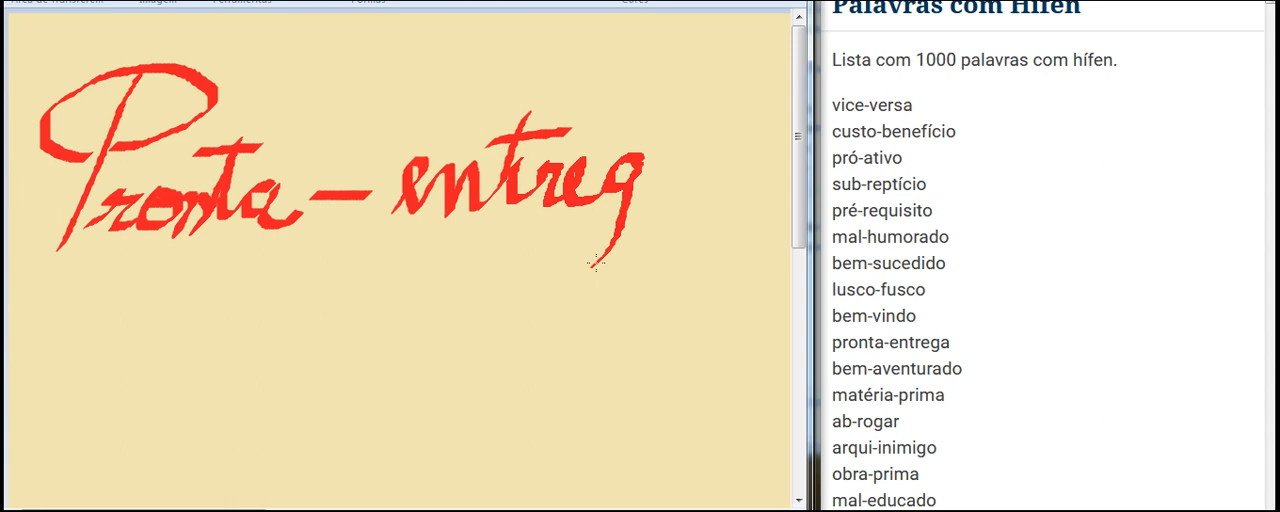 Pronta-entreg
Palavras com Hífen
Lista com 1000 palavras com hífen.
vice-versa
custo-benefício
pró-ativo
sub-reptício
pré-requisito
mal-humorado
bem-sucedido
lusco-fusco
bem-vindo
pronta-entrega
bem-aventurado
matéria-prima
ab-rogar
arqui-inimigo
obra-prima
mal-educado